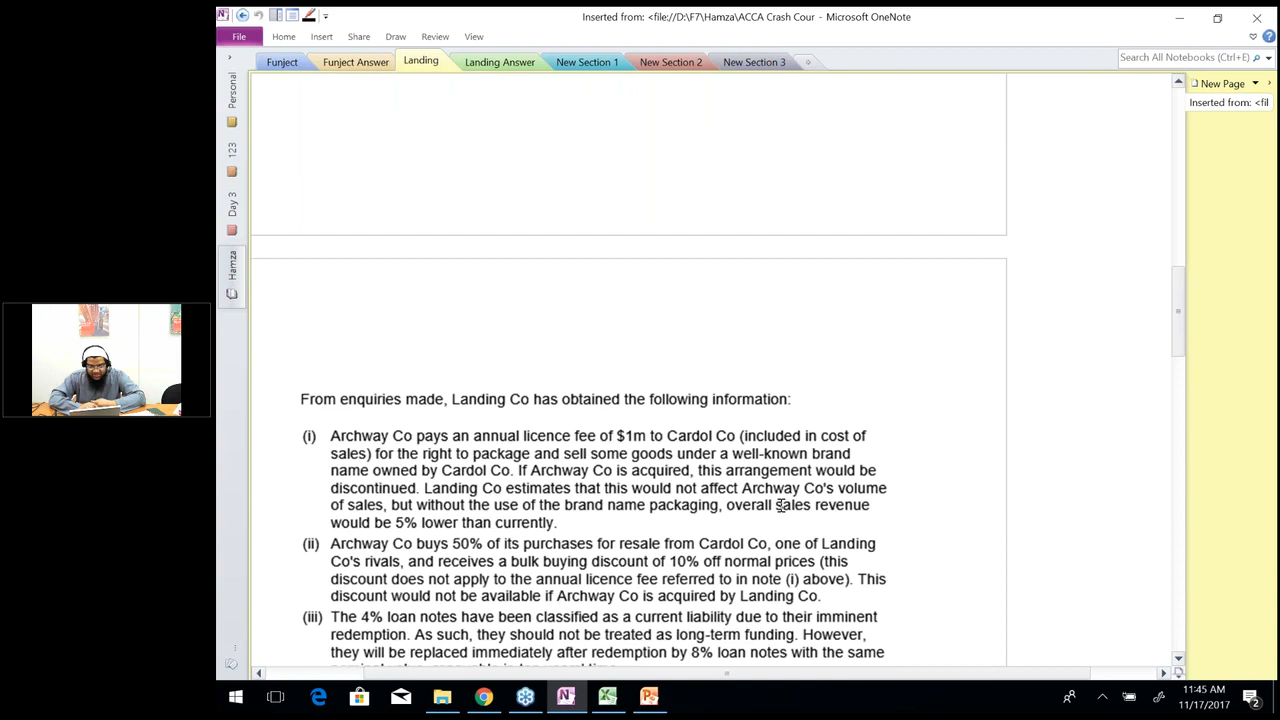 Inserted from: <file://D:\F7\Hamza\ACCA Crash Cour - Microsoft OneNote
File Home Insert Share Draw Review View
Funject Funject Answer Landing Landing Answer New Section 1 New Section 2 New Section 3
Search All Notebooks (Ctrl+E)
New Page
Inserted from: <fil
Personal
123
Day 3
Hamza
From enquiries made, Landing Co has obtained the following information:
(i) Archway Co pays an annual licence fee of $1m to Cardol Co (included in cost of
sales) for the right to package and sell some goods under a well-known brand
name owned by Cardol Co. If Archway Co is acquired, this arrangement would be
discontinued. Landing Co estimates that this would not affect Archway Co's volume
of sales, but without the use of the brand name packaging, overall sales revenue
would be 5% lower than currently.
(ii) Archway Co buys 50% of its purchases for resale from Cardol Co, one of Landing
Co's rivals, and receives a bulk buying discount of 10% off normal prices (this
discount does not apply to the annual licence fee referred to in note (i) above). This
discount would not be available if Archway Co is acquired by Landing Co.
(iii) The 4% loan notes have been classified as a current liability due to their imminent
redemption. As such, they should not be treated as long-term funding. However,
they will be replaced immediately after redemption by 8% loan notes with the same
11:45 AM
11/17/2017
2